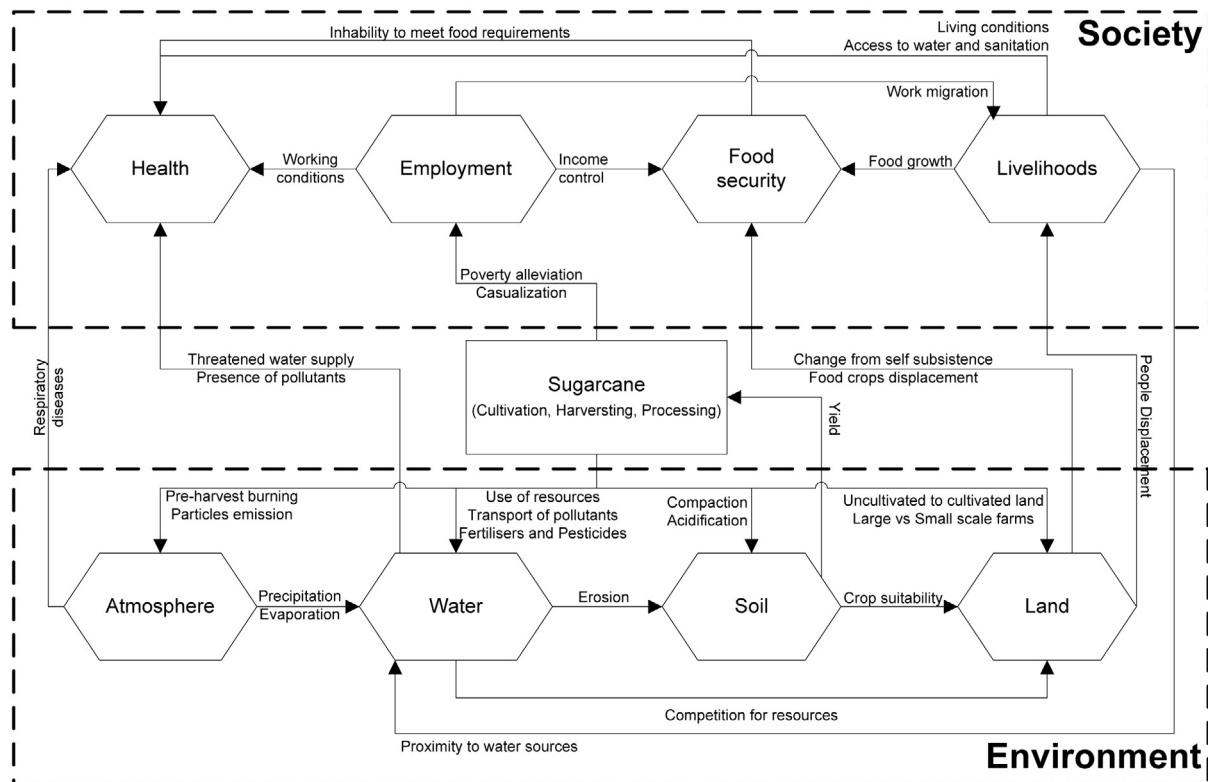 Inhability to meet food requirements
Living conditions
Access to water and sanitation
Society
Work migration
Health
Working
conditions
Employment
Income
control
Food
security
Food growth
Livelihoods
Poverty alleviation
Casualization
Respiratory
diseases
Threatened water supply
Presence of pollutants
Sugarcane
(Cultivation, Harversting, Processing)
Yield
Change from self subsistence
Food crops displacement
People Displacement
Pre-harvest burning
Particles emission
Use of resources
Transport of pollutants
Fertilisers and Pesticides
Compaction
Acidification
Uncultivated to cultivated land
Large vs Small scale farms
Atmosphere
Precipitation
Evaporation
Water
Erosion
Soil
Crop suitability
Land
Competition for resources
Proximity to water sources
Environment